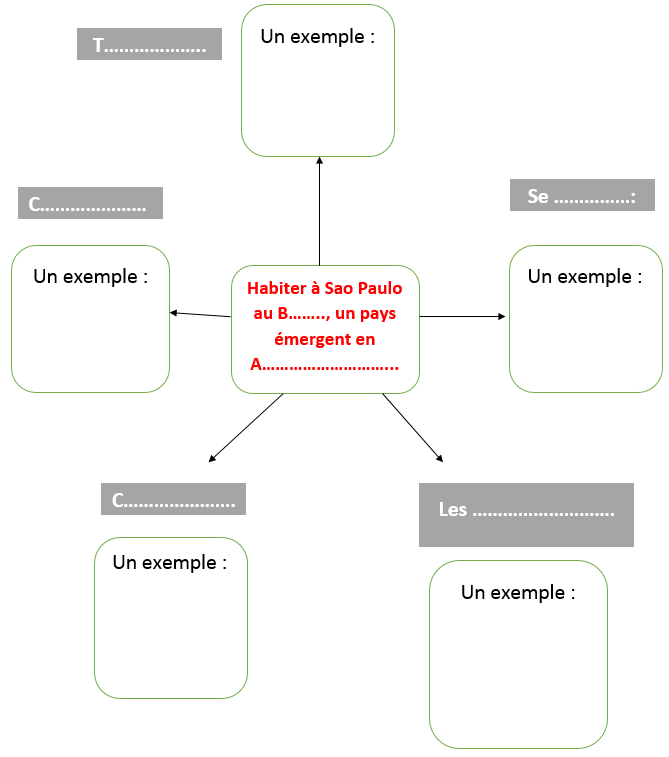 T………………..
Un exemple :
C…………………
Se ……………:
Un exemple :
Habiter à Sao Paulo
au B…….., un pays
émergent en
A………………………...
Un exemple :
C………………….
Les ……………………….
Un exemple :
Un exemple :